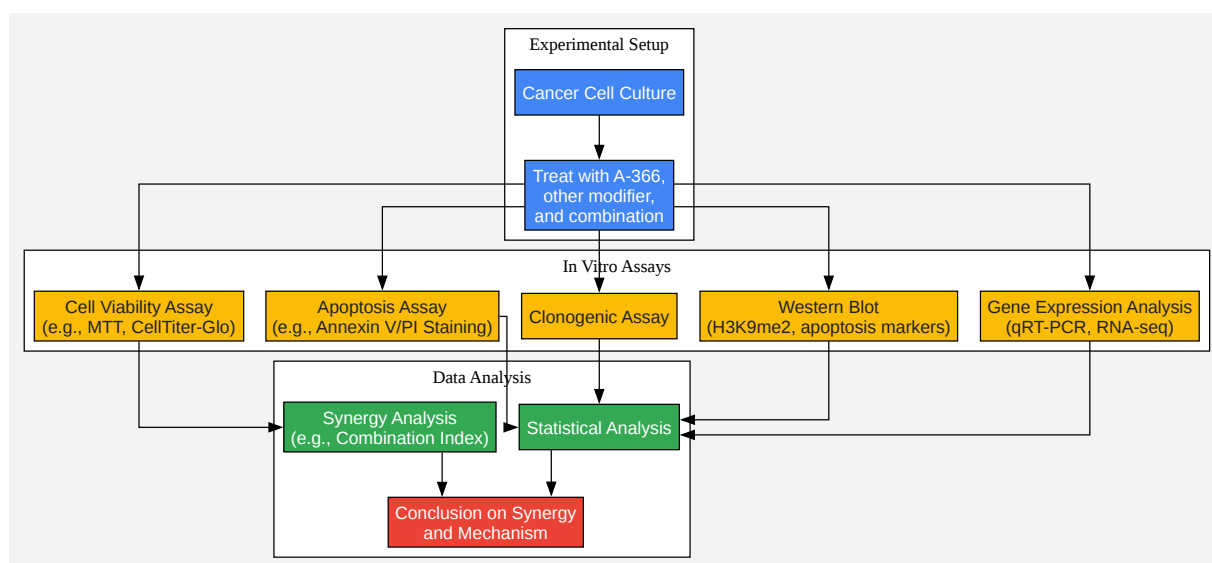 Experimental Setup
Cancer Cell Culture
Treat with A-366,
other modifier,
and combination
In Vitro Assays
Cell Viability Assay
(e.g., MTT, CellTiter-Glo)
Apoptosis Assay
(e.g., Annexin V/PI Staining)
Clonogenic Assay
Western Blot
(H3K9me2, apoptosis markers)
Gene Expression Analysis
(qRT-PCR, RNA-seq)
Data Analysis
Synergy Analysis
(e.g., Combination Index)
Statistical Analysis
Conclusion on Synergy
and Mechanism